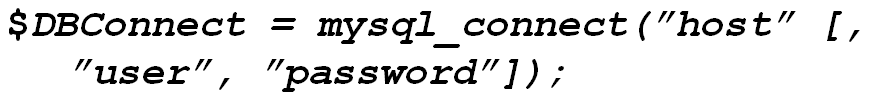 $DBConnect = mysql_connect("host" [,
"user", "password"]);